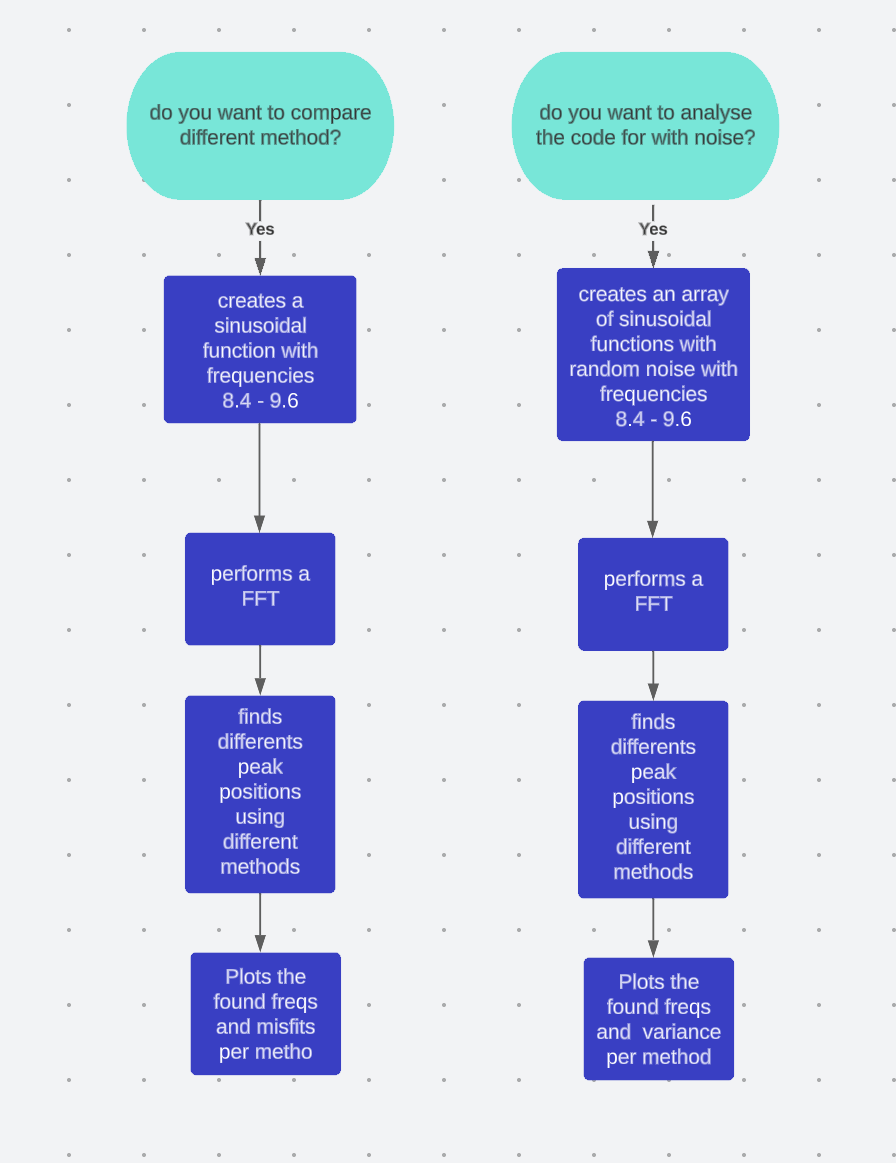 do you want to compare
different method?
Yes
creates a
sinusoidal
function with
frequencies
8.4 - 9.6
performs a
FFT
finds
differents
peak
positions
using
different
methods
Plots the
found freqs
and misfits
per metho
do you want to analyse
the code for with noise?
Yes
creates an array
of sinusoidal
functions with
random noise with
frequencies
8.4 - 9.6
performs a
FFT
finds
differents
peak
positions
using
different
methods
Plots the
found freqs
and  variance
per method